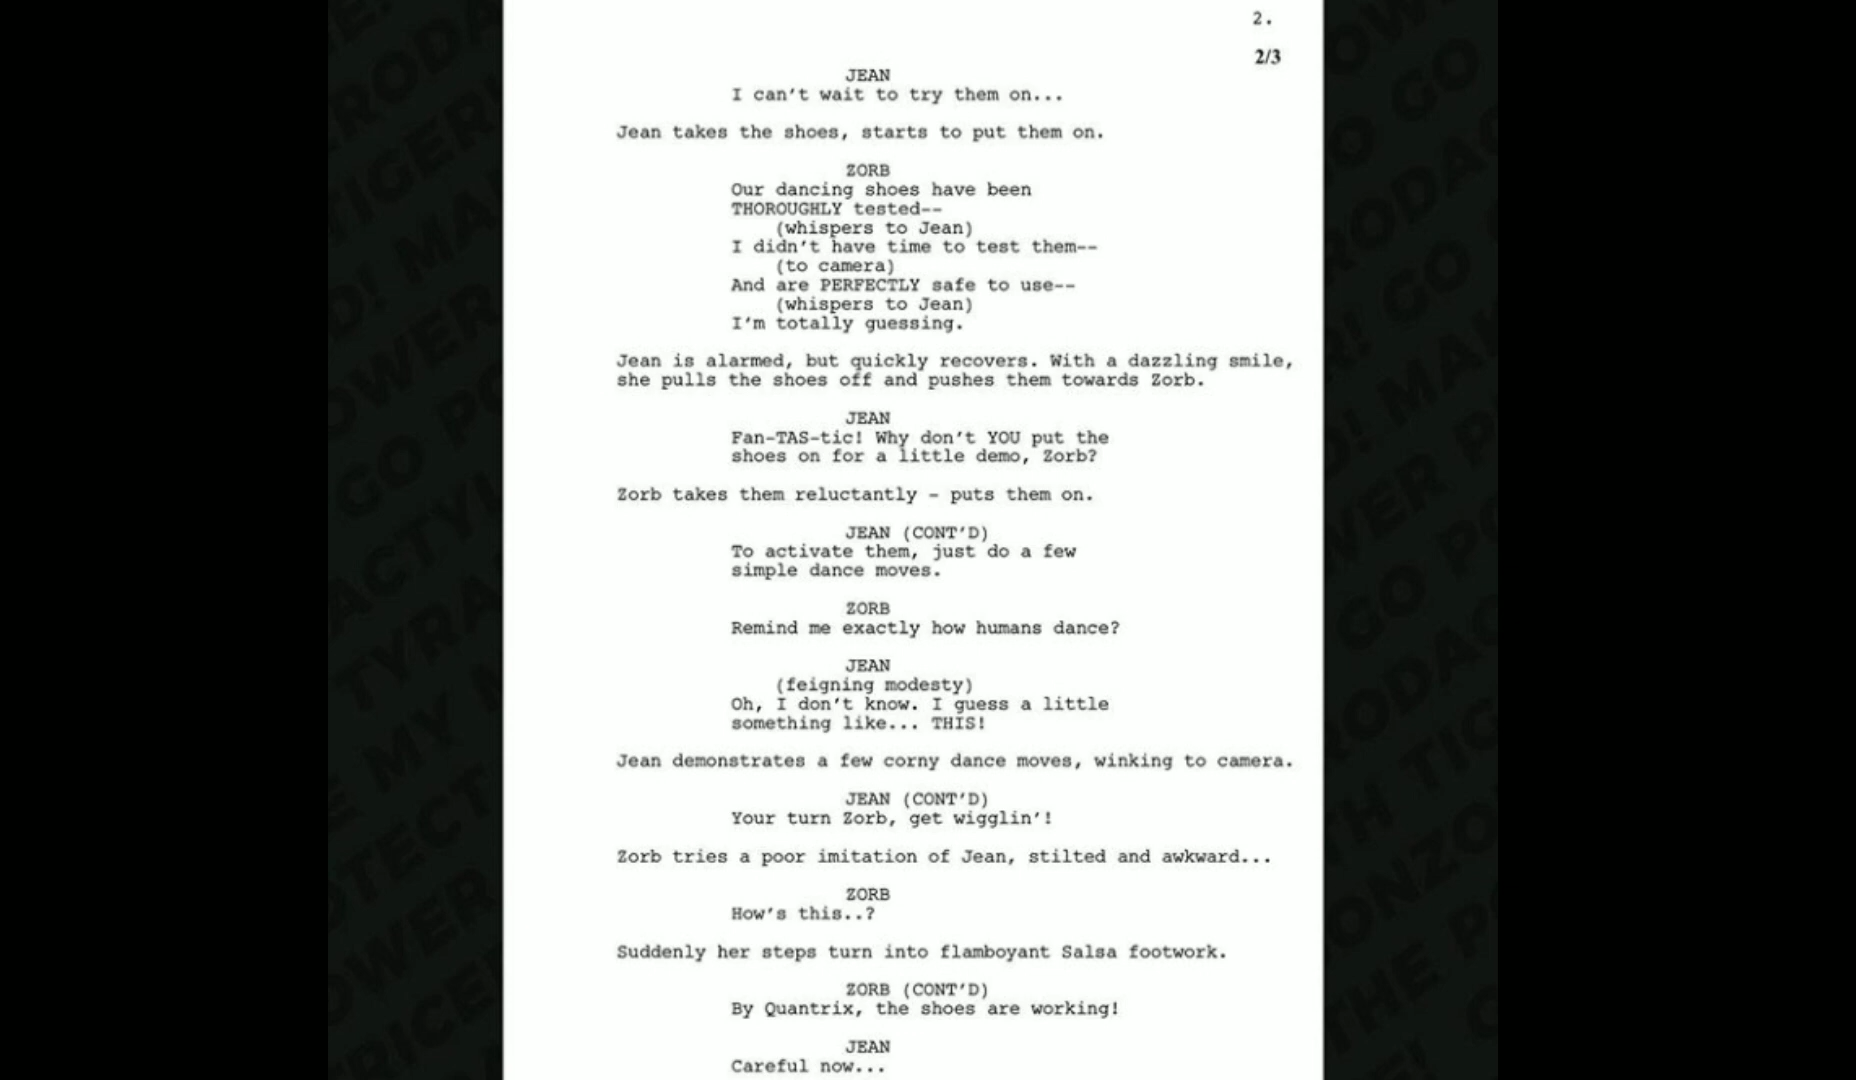 2.
2/3
JEAN
I can't wait to try them on...
Jean takes the shoes, starts to put them on.
ZORB
Our dancing shoes have been
THOROUGHLY tested--
(whispers to Jean)
I didn't have time to test them--
(to camera)
And are PERFECTLY safe to use--
(whispers to Jean)
I'm totally guessing.
Jean is alarmed, but quickly recovers. With a dazzling smile,
she pulls the shoes off and pushes them towards Zorb.
JEAN
Fan-TAS-tic! Why don't YOU put the
shoes on for a little demo, Zorb?
Zorb takes them reluctantly - puts them on.
JEAN (CONT'D)
To activate them, just do a few
simple dance moves.
ZORB
Remind me exactly how humans dance?
JEAN
(feigning modesty)
Oh, I don't know. I guess a little
something like... THIS!
Jean demonstrates a few corny dance moves, winking to camera.
JEAN (CONT'D)
Your turn Zorb, get wigglin'!
Zorb tries a poor imitation of Jean, stilted and awkward...
ZORB
How's this..?
Suddenly her steps turn into flamboyant Salsa footwork.
ZORB (CONT'D)
By Quantrix, the shoes are working!
JEAN
Careful now...